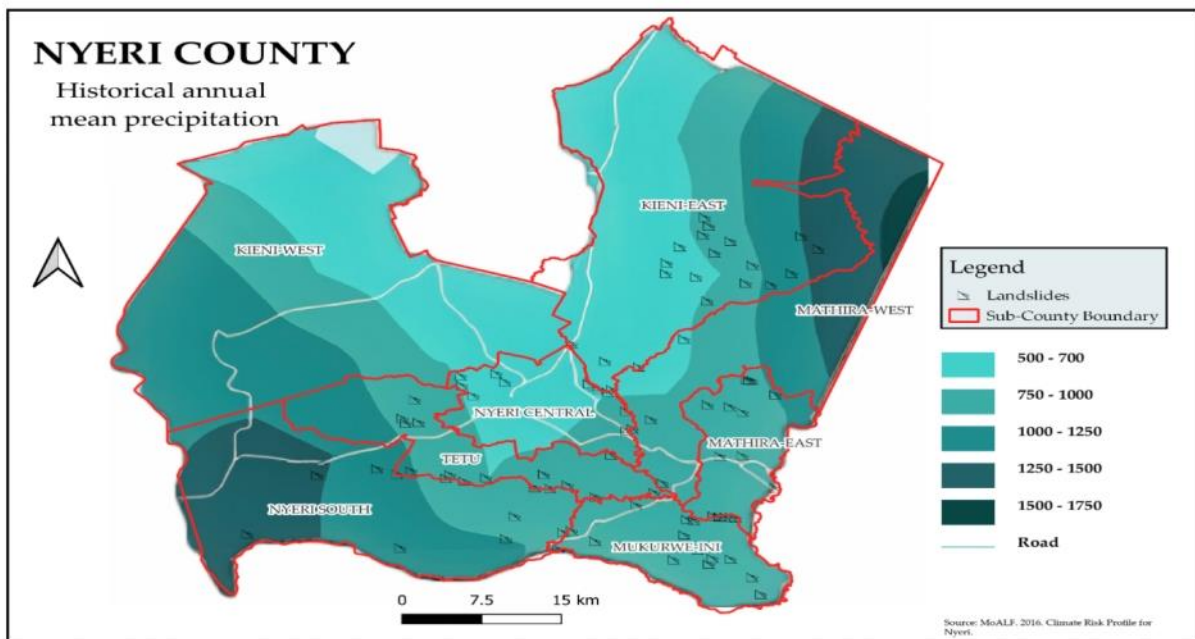 NYERI COUNTY
Historical annual
mean precipitation
KIENI-EAST
KIENI-WEST
MATHIRA-WEST
NYERI CENTRAL
MATHIRA-EAST
TETU
NYERI SOUTH
MUKURWE-INI
0 7.5 15 km
Legend
Landslides
Sub-County Boundary
500 - 700
750 - 1000
1000 - 1250
1250 - 1500
1500 - 1750
Road
Source: MoALF. 2016. Climate Risk Profile for
Nyeri.